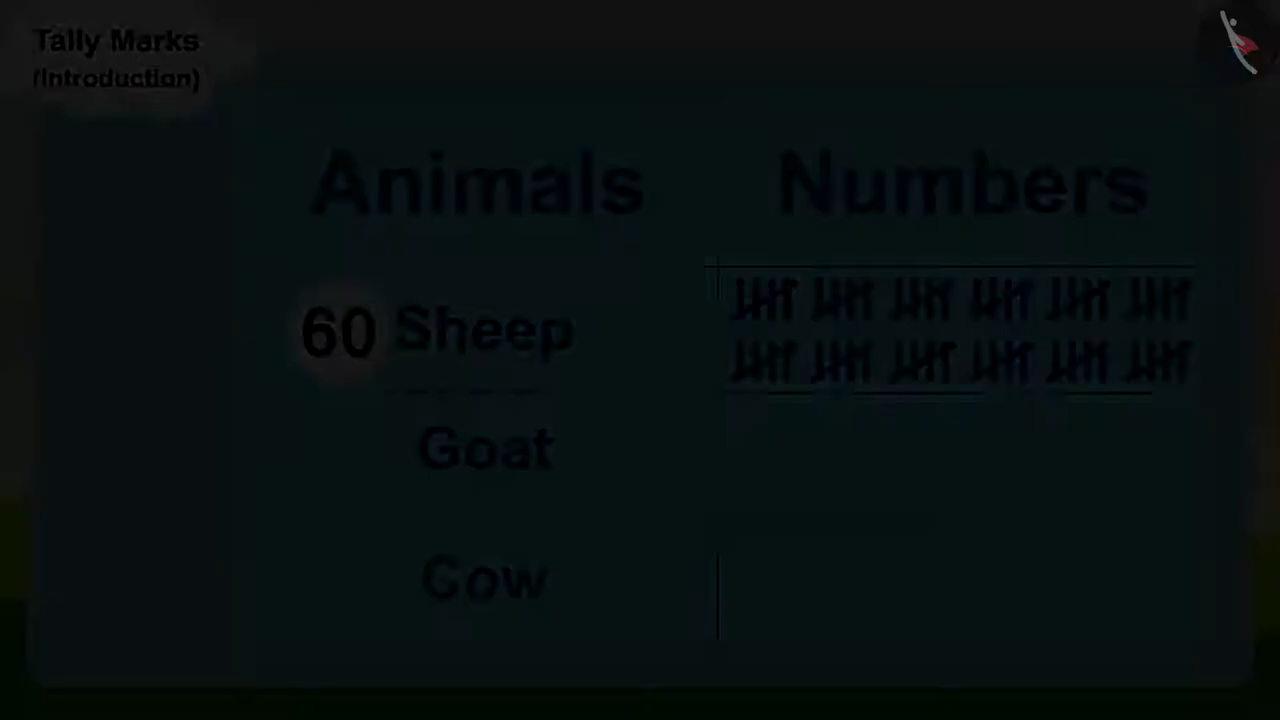 Tally Marks
(Introduction)
Animals Numbers
60 Sheep
Goat
Cow